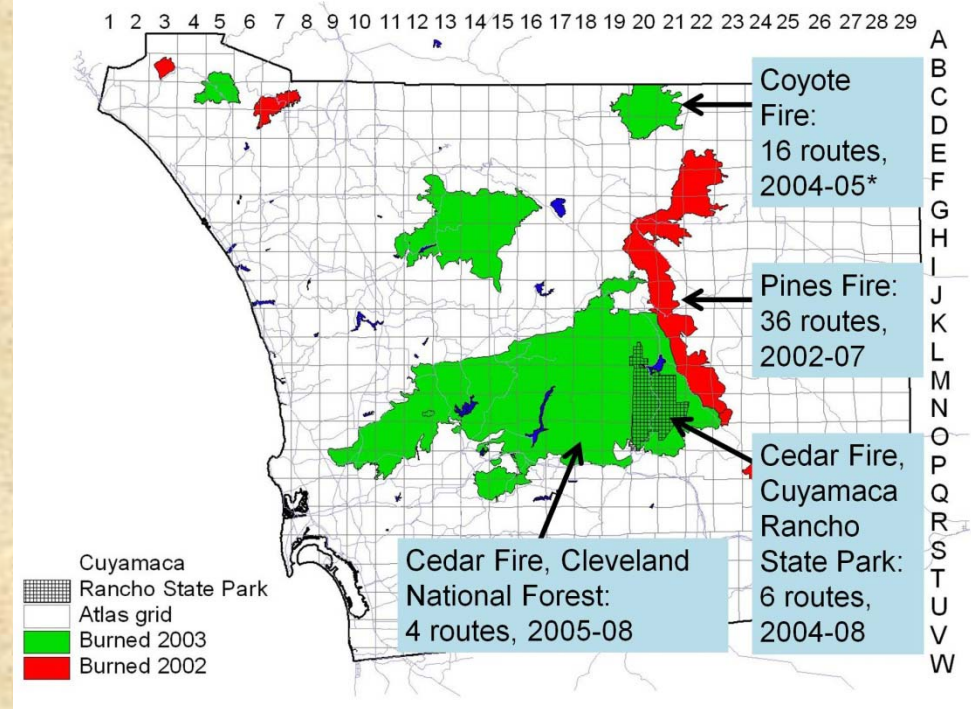 1 2 3 4 5 6 7 8 9 10 11 12 13 14 15 16 17 18 19 20 21 22 23 24 25 26 27 28 29
A
B
C
D
E
F
G
H
I
J
K
L
M
N
O
P
Q
R
S
T
U
V
W
Coyote
Fire:
16 routes,
2004-05*
Pines Fire:
36 routes,
2002-07
Cedar Fire,
Cuyamaca
Rancho
State Park:
6 routes,
2004-08
Cedar Fire, Cleveland
National Forest:
4 routes, 2005-08
Cuyamaca
Rancho State Park
Atlas grid
Burned 2003
Burned 2002